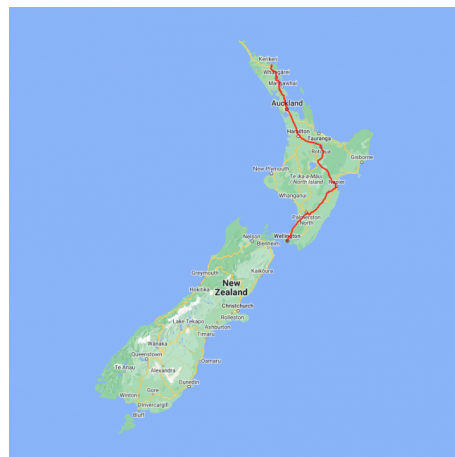 Kerikeri
Whangārei
Mangawhai
Auckland
Hamilton
Tauranga
Rotorua
Gisborne
New Plymouth
Te Ika-a-Māui
/ North Island
Napier
Whanganui
Palmerston
North
Wellington
Nelson
Blenheim
Kaikōura
Greymouth
Hokitika
New
Zealand
Christchurch
Rolleston
Ashburton
Lake Tekapo
Timaru
Wānaka
Queenstown
Oamaru
Te Anau
Alexandra
Dunedin
Gore
Winton
Invercargill
Bluff